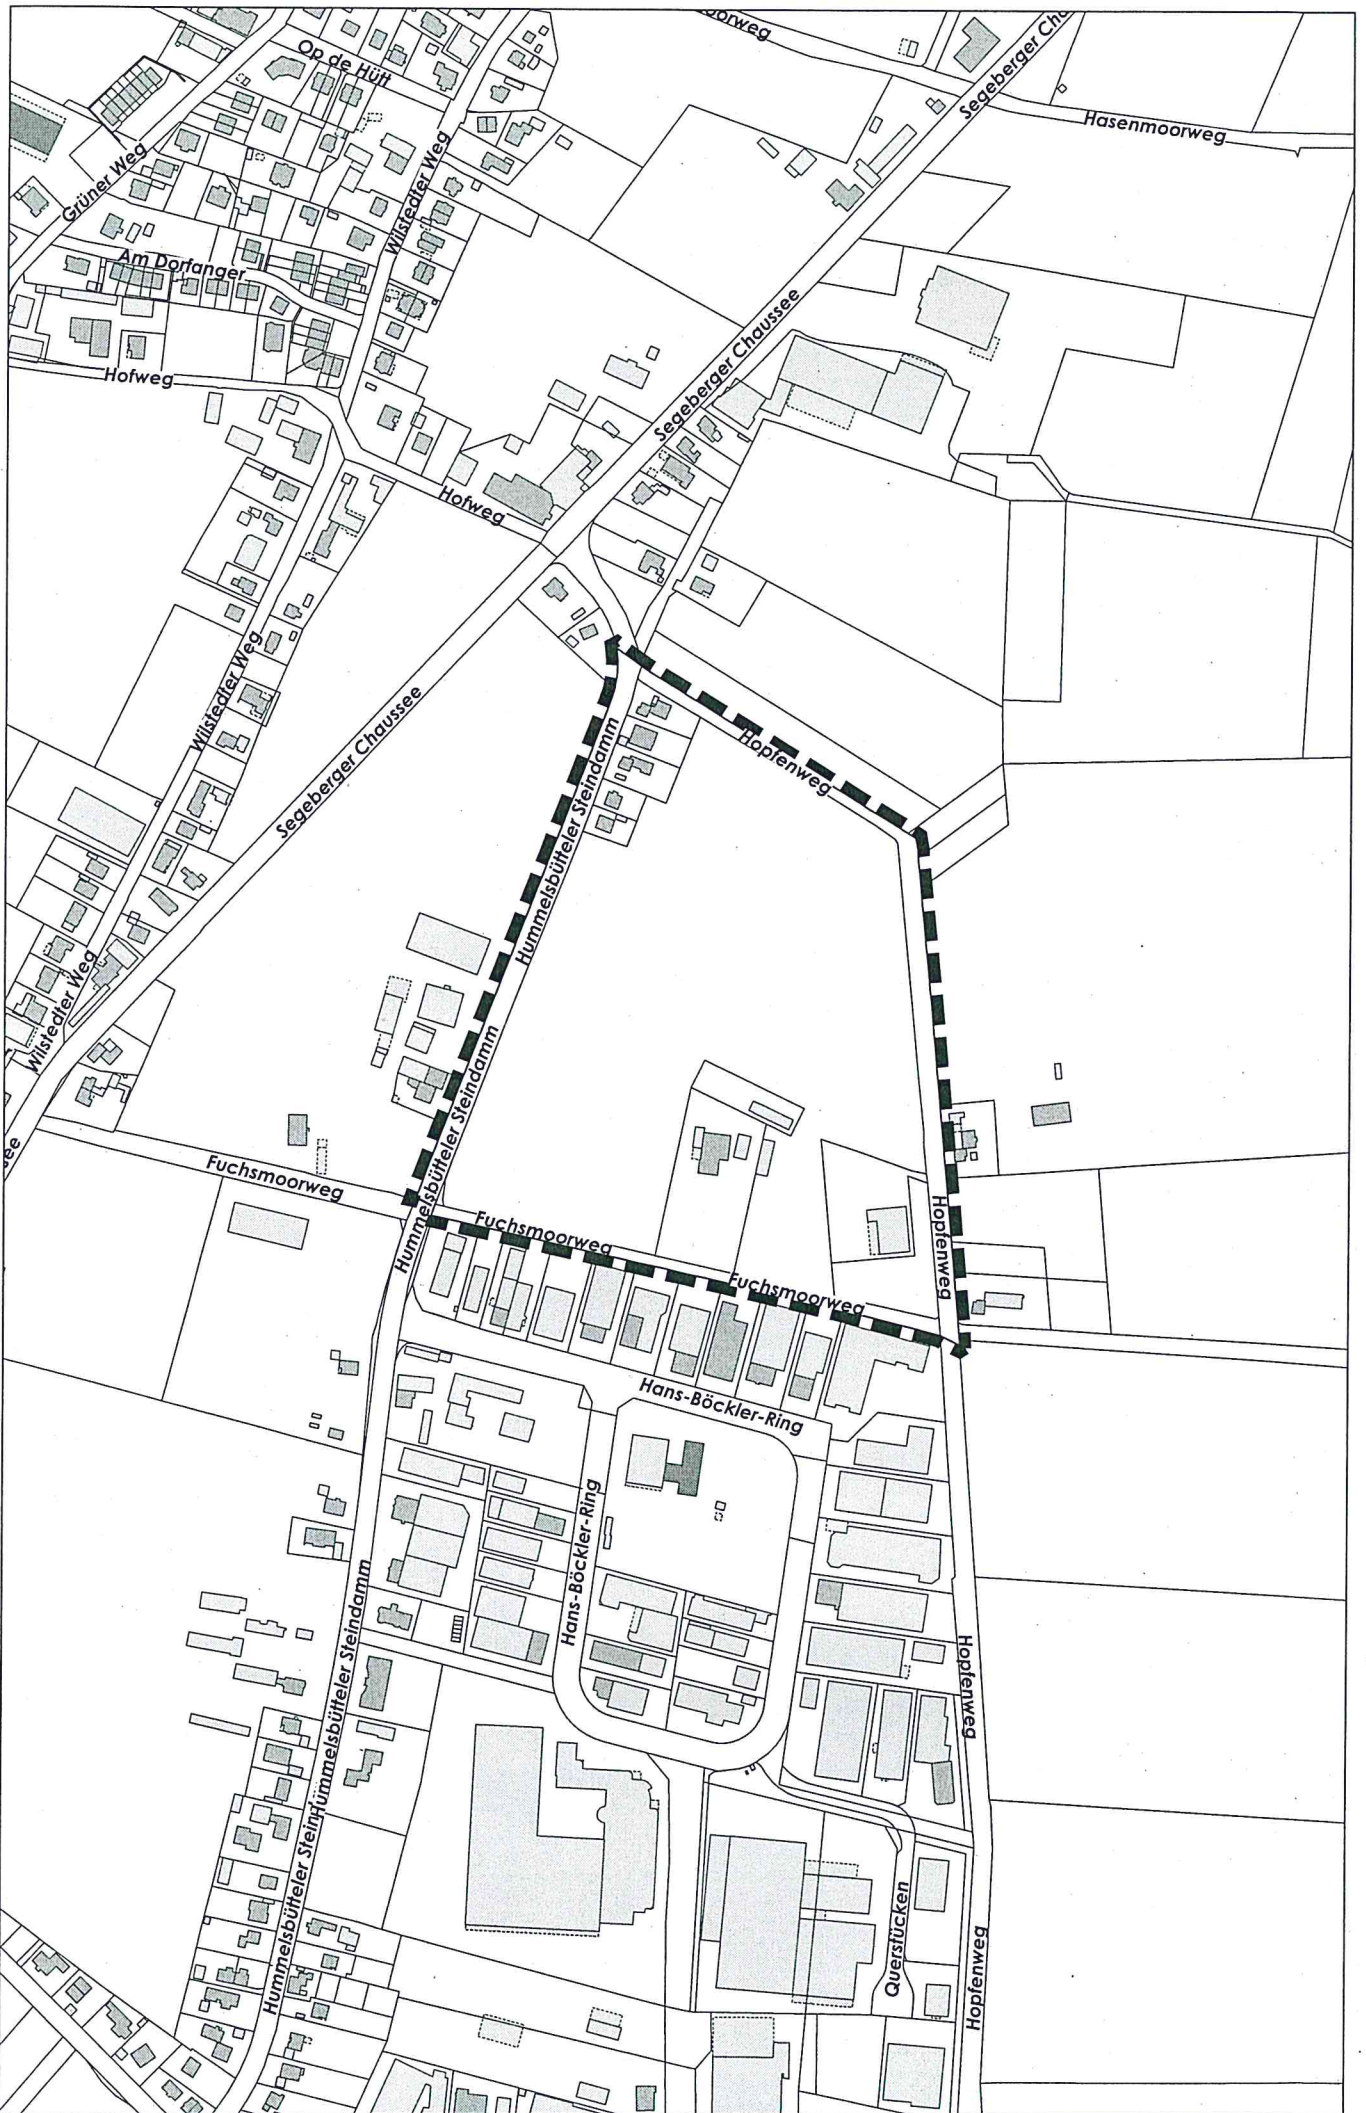 Op de Hütt
Segeberger
Hasenmoorweg
Grüner Weg
Wilstedter Weg
Am Dorfanger
Hofweg
Segeberger Chaussee
Hofweg
Wilstedter Weg
Segeberger Chaussee
Hopfenweg
Hummelsbütteler Steindamm
Wilstedter Weg
Hummelsbütteler Steindamm
Fuchsmoorweg
Hummelsbütteler Steindamm
Fuchsmoorweg
Fuchsmoorweg
Hopfenweg
Hans-Böckler-Ring
Hans-Böckler-Ring
Hummelsbütteler Steindamm
Hopfenweg
Hummelsbütteler Steindamm
Querstücken
Hopfenweg